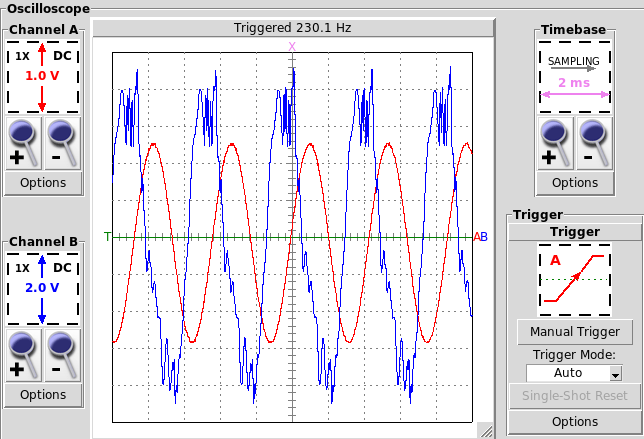 Oscilloscope
Channel A
1X DC
1.0 V
+ -
Options
Channel B
1X DC
2.0 V
+ -
Options
Triggered 230.1 Hz
X
T
A B
Timebase
SAMPLING
2 ms
+ -
Options
Trigger
Trigger
A
Manual Trigger
Trigger Mode:
Auto
Single-Shot Reset
Options